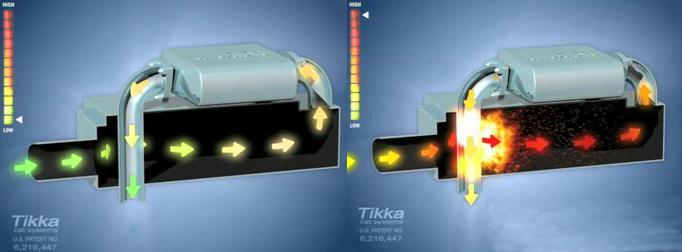 HIGH
LOW
Tikka
cat systems
U.S. PATENT NO.
6,216,447
HIGH
LOW
Tikka
cat systems
U.S. PATENT NO.
6,216,447